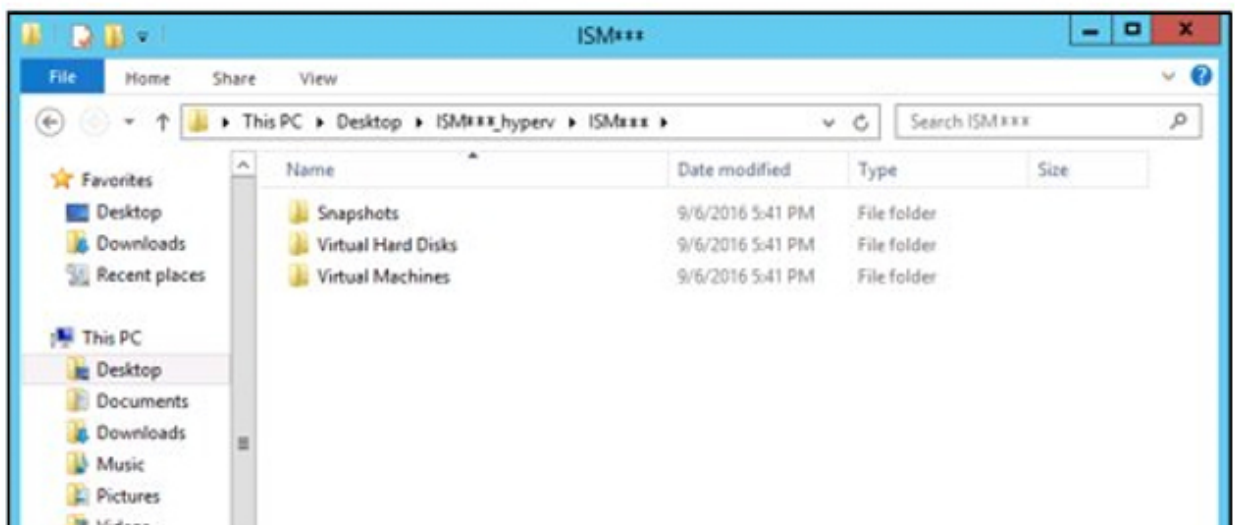 ISM***
File Home Share View
This PC Desktop ISM***_hyperv ISM*** Search ISM***
Name Date modified Type Size
Favorites
Desktop
Downloads
Recent places
This PC
Desktop
Documents
Downloads
Music
Pictures
Snapshots 9/6/2016 5:41 PM File folder
Virtual Hard Disks 9/6/2016 5:41 PM File folder
Virtual Machines 9/6/2016 5:41 PM File folder